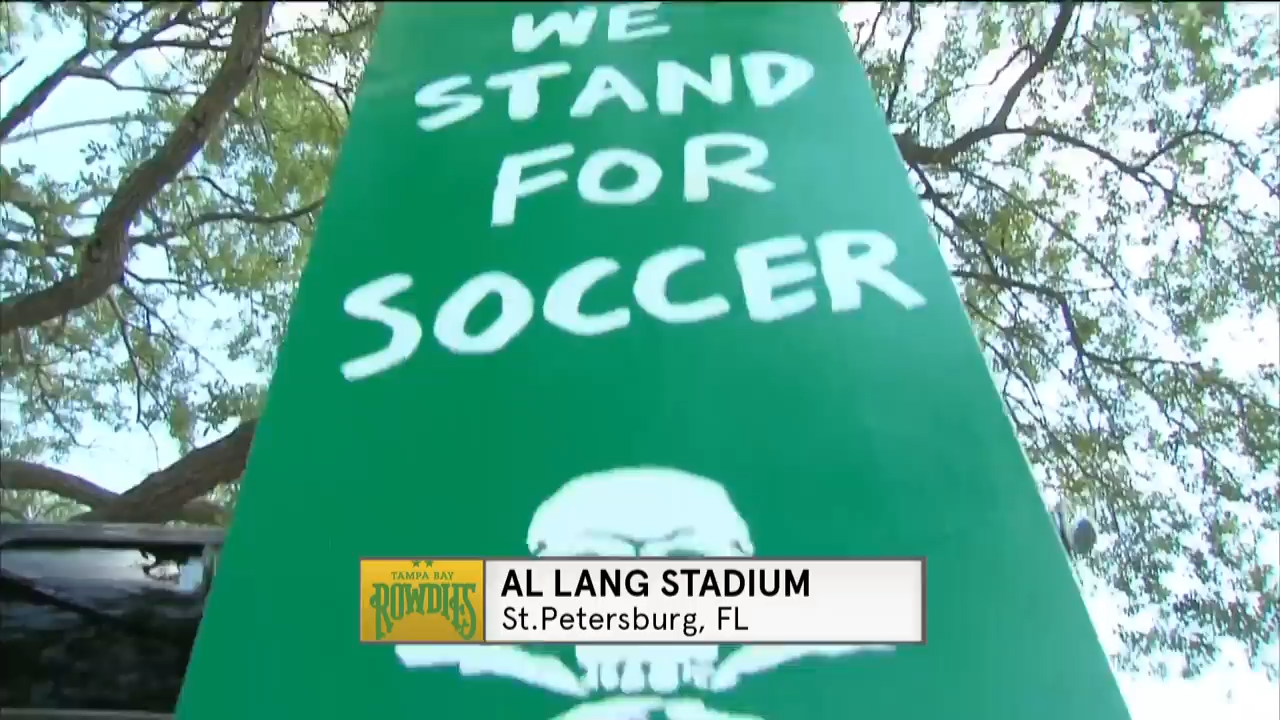 WE
STAND
FOR
SOCCER
TAMPA BAY
ROWDIES
AL LANG STADIUM
St.Petersburg, FL